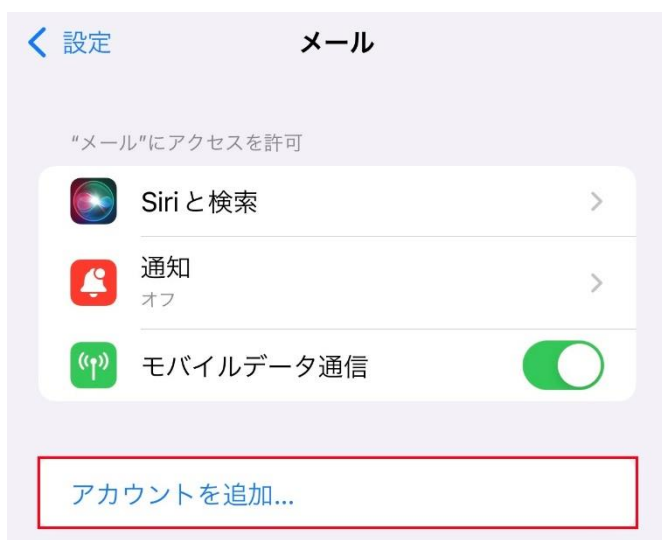 設定
メール
“メール”にアクセスを許可
Siriと検索
通知
オフ
モバイルデータ通信
アカウントを追加...